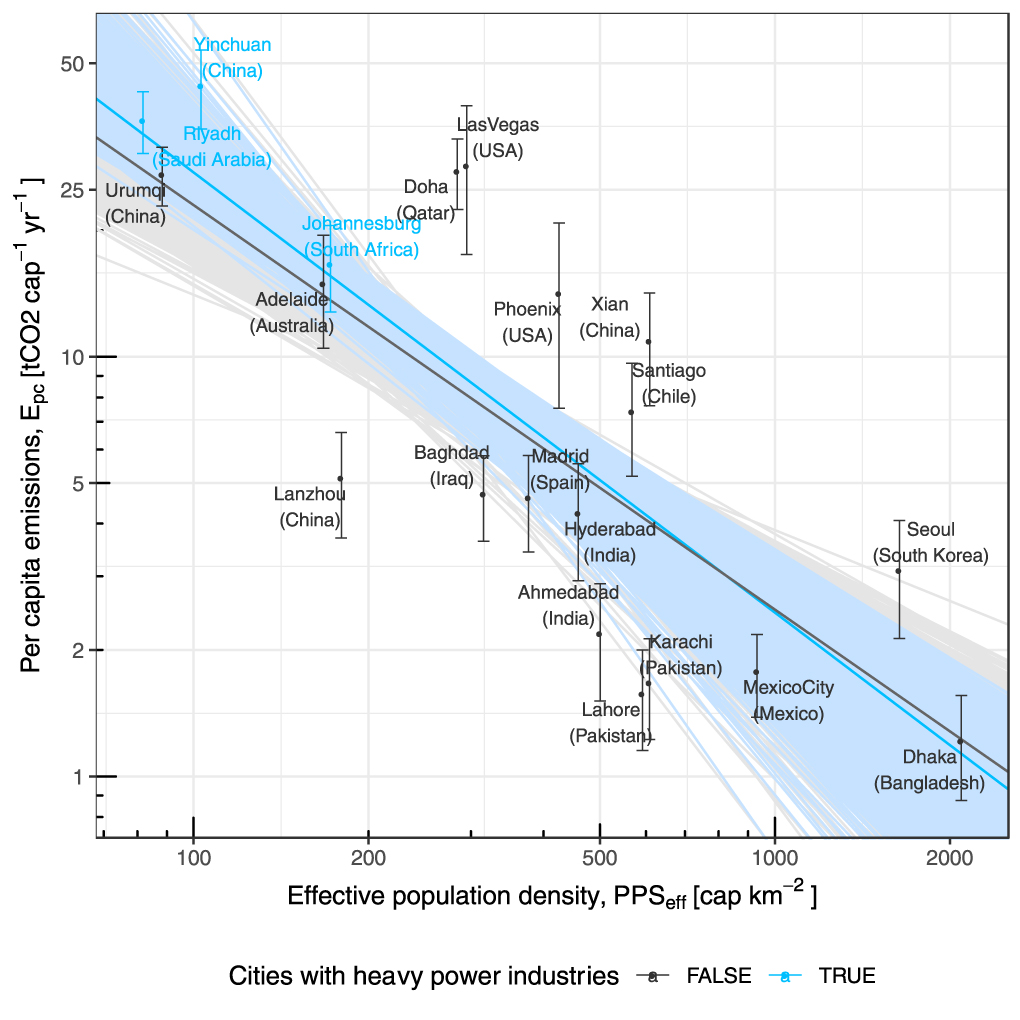 Yinchuan
(China)
50
LasVegas
(USA)
Riyadh
(Saudi Arabia)
Doha
(Qatar)
25
Urumqi
(China)
Johannesburg
(South Africa)
Adelaide
(Australia)
Phoenix
(USA)
Xian
(China)
10
Santiago
(Chile)
Baghdad
(Iraq)
Madrid
(Spain)
5
Lanzhou
(China)
Hyderabad
(India)
Seoul
(South Korea)
Ahmedabad
(India)
2
Karachi
(Pakistan)
MexicoCity
(Mexico)
Lahore
(Pakistan)
Dhaka
(Bangladesh)
1
Per capita emissions, Epc [tCO2 cap−1 yr−1 ]
100 200 500 1000 2000
Effective population density, PPSeff [cap km−2 ]
Cities with heavy power industries a FALSE a TRUE